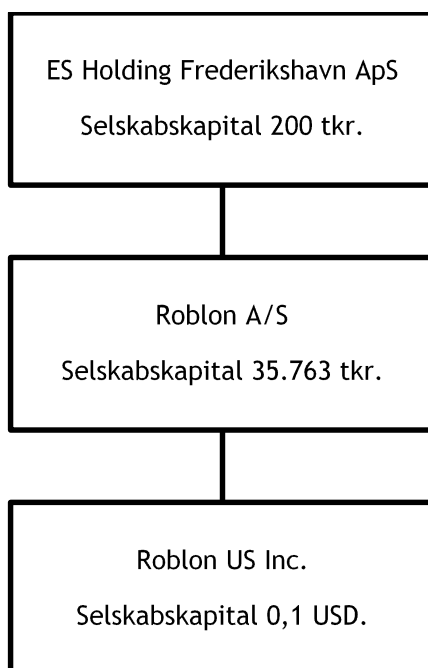 ES Holding Frederikshavn ApS
Selskabskapital 200 tkr.
Roblon A/S
Selskabskapital 35.763 tkr.
Roblon US Inc.
Selskabskapital 0,1 USD.